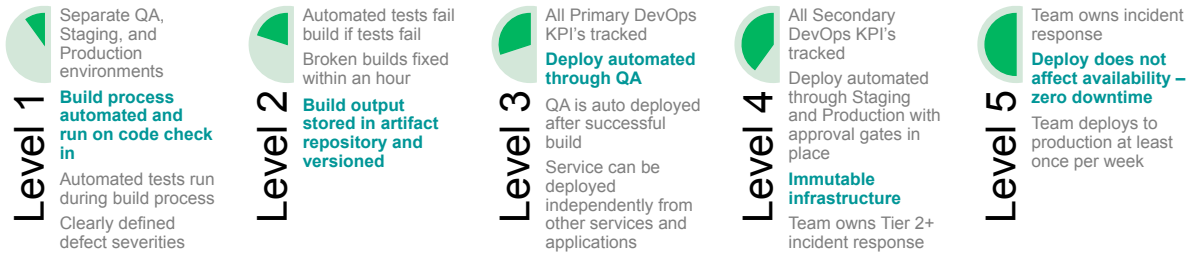 Level 1
Separate QA,
Staging, and
Production
environments
Build process
automated and
run on code check
in
Automated tests run
during build process
Clearly defined
defect severities
Level 2
Automated tests fail
build if tests fail
Broken builds fixed
within an hour
Build output
stored in artifact
repository and
versioned
Level 3
All Primary DevOps
KPI's tracked
Deploy automated
through QA
QA is auto deployed
after successful
build
Service can be
deployed
independently from
other services and
applications
Level 4
All Secondary
DevOps KPI's
tracked
Deploy automated
through Staging
and Production with
approval gates in
place
Immutable
infrastructure
Team owns Tier 2+
incident response
Level 5
Team owns incident
response
Deploy does not
affect availability –
zero downtime
Team deploys to
production at least
once per week